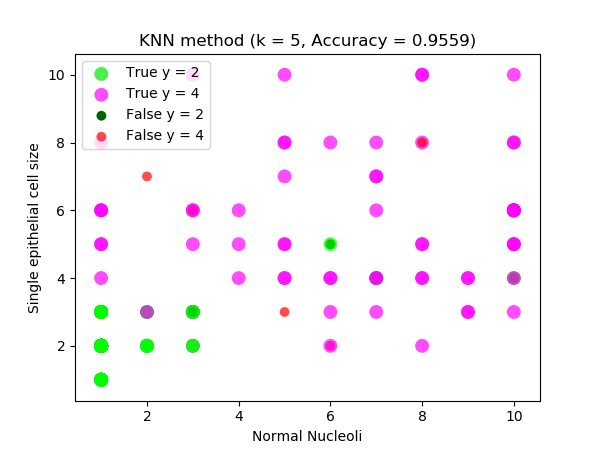 KNN method (k = 5, Accuracy = 0.9559)
True y = 2
True y = 4
False y = 2
False y = 4
10
8
6
4
2
Single epithelial cell size
2
4
6
8
10
Normal Nucleoli